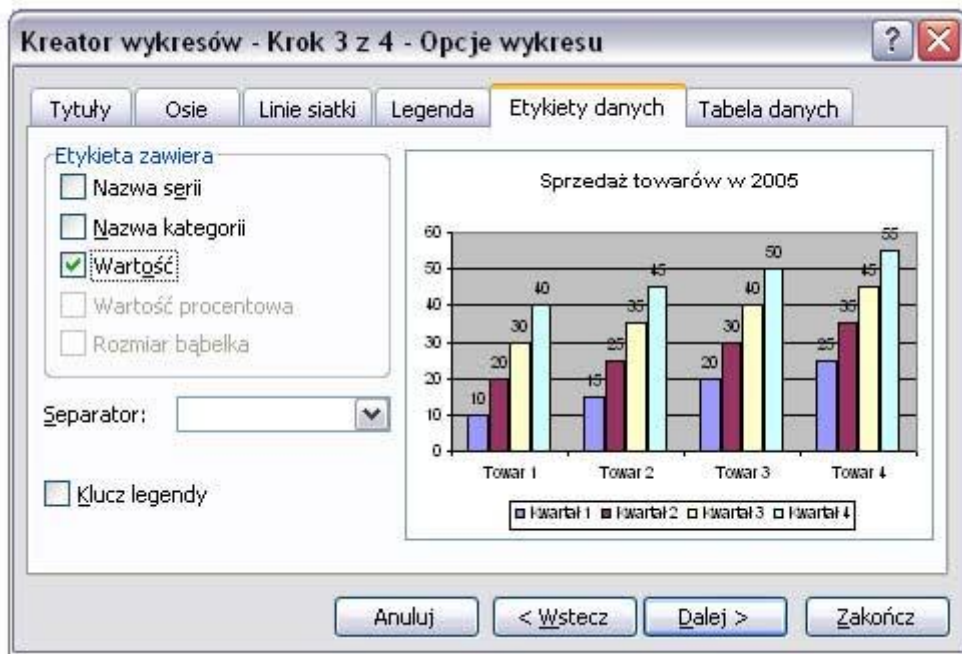 Kreator wykresów - Krok 3 z 4 - Opcje wykresu
Tytuły Osie Linie siatki Legenda Etykiety danych Tabela danych
Etykieta zawiera
Nazwa serii
Nazwa kategorii
Wartość
Wartość procentowa
Rozmiar bąbelka
Separator:
Klucz legendy
Sprzedaż towarów w 2005
60
50
40
30
20
10
0
10 20 30 40
15 25 35 45
20 30 40 50
25 35 45 55
Towar 1 Towar 2 Towar 3 Towar 4
kwartał 1 kwartał 2 kwartał 3 kwartał 4
Anuluj < Wstecz Dalej > Zakończ